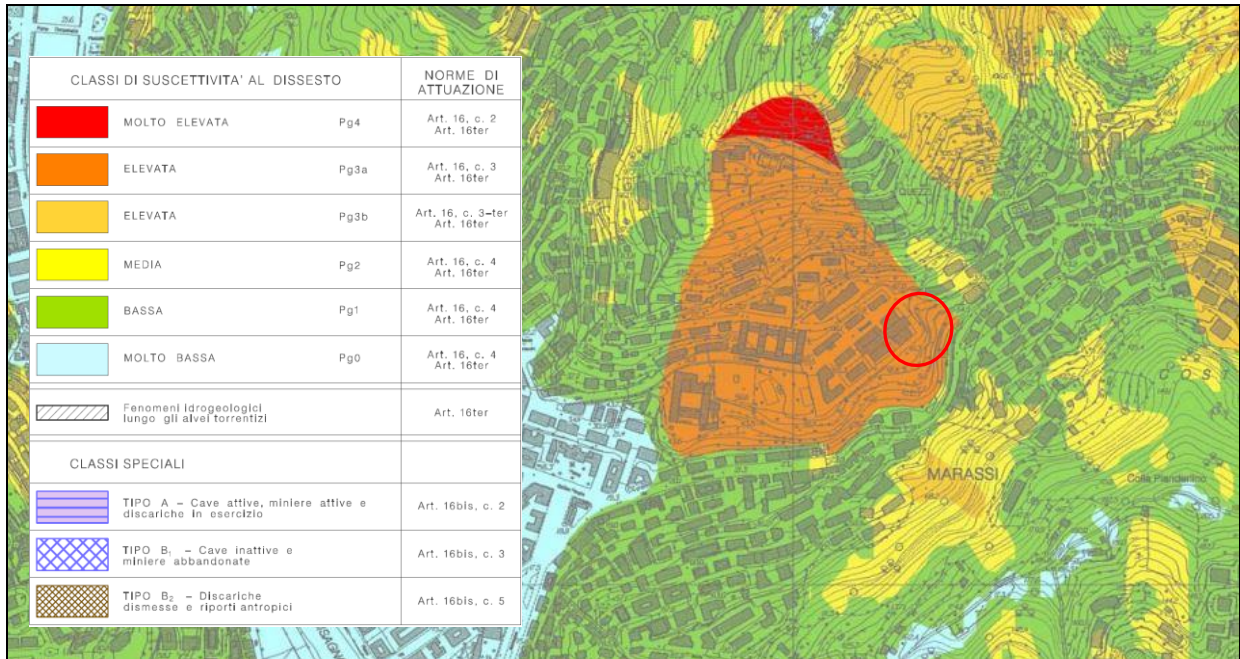 CLASSI DI SUSCETTIVITA' AL DISSESTO
NORME DI
ATTUAZIONE
MOLTO ELEVATA Pg4
Art. 16, c. 2
Art. 16ter
ELEVATA Pg3a
Art. 16, c. 3
Art. 16ter
ELEVATA Pg3b
Art. 16, c. 3-ter
Art. 16ter
MEDIA Pg2
Art. 16, c. 4
Art. 16ter
BASSA Pg1
Art. 16, c. 4
Art. 16ter
MOLTO BASSA Pg0
Art. 16, c. 4
Art. 16ter
Fenomeni idrogeologici
lungo gli alvei torrentizi
Art. 16ter
CLASSI SPECIALI
TIPO A – Cave attive, miniere attive e
discariche in esercizio
Art. 16bis, c. 2
TIPO B₁ – Cave inattive e
miniere abbandonate
Art. 16bis, c. 3
TIPO B₂ – Discariche
dismesse e riporti antropici
Art. 16bis, c. 5
QUEZZI
MARASSI